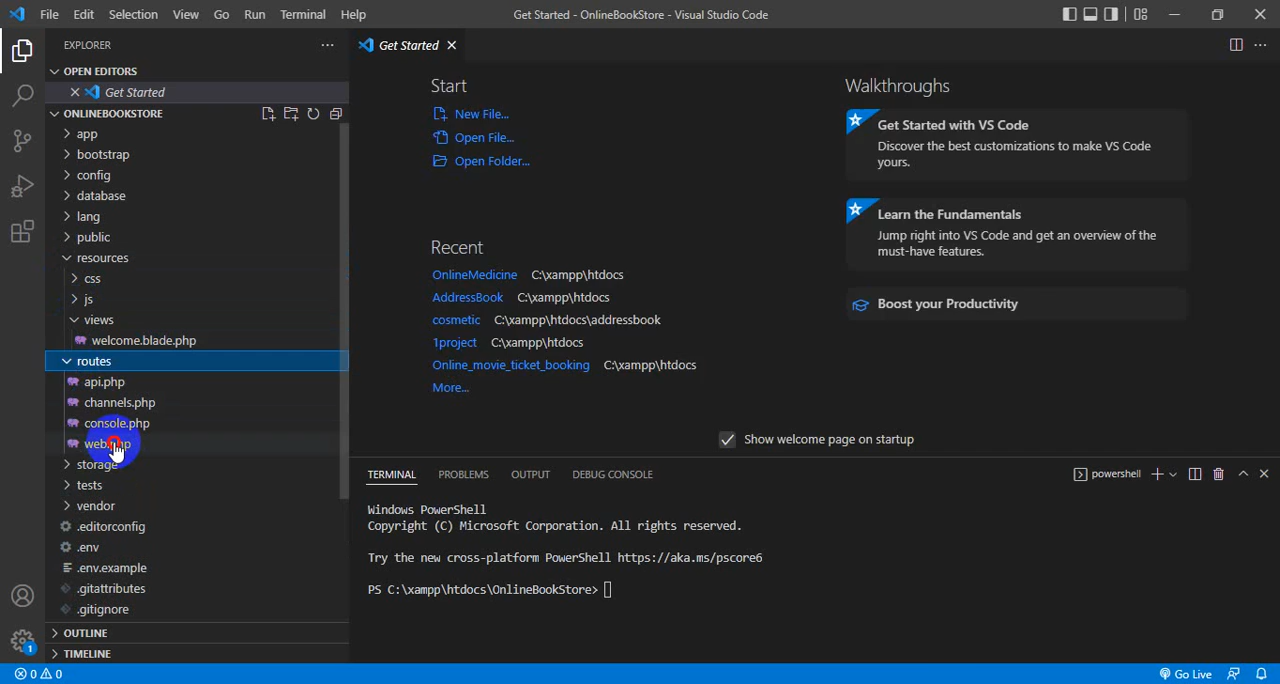 File Edit Selection View Go Run Terminal Help
Get Started - OnlineBookStore - Visual Studio Code
EXPLORER
OPEN EDITORS
Get Started
ONLINEBOOKSTORE
app
bootstrap
config
database
lang
public
resources
css
js
views
welcome.blade.php
routes
api.php
channels.php
console.php
web.php
storage
tests
vendor
.editorconfig
.env
.env.example
.gitattributes
.gitignore
OUTLINE
TIMELINE
Get Started
Start
New File...
Open File...
Open Folder...
Recent
OnlineMedicine C:\xampp\htdocs
AddressBook C:\xampp\htdocs
cosmetic C:\xampp\htdocs\addressbook
1project C:\xampp\htdocs
Online_movie_ticket_booking C:\xampp\htdocs
More...
Walkthroughs
Get Started with VS Code
Discover the best customizations to make VS Code
yours.
Learn the Fundamentals
Jump right into VS Code and get an overview of the
must-have features.
Boost your Productivity
Show welcome page on startup
TERMINAL PROBLEMS OUTPUT DEBUG CONSOLE
powershell
Windows PowerShell
Copyright (C) Microsoft Corporation. All rights reserved.
Try the new cross-platform PowerShell https://aka.ms/pscore6
PS C:\xampp\htdocs\OnlineBookStore>
1
0 0
Go Live